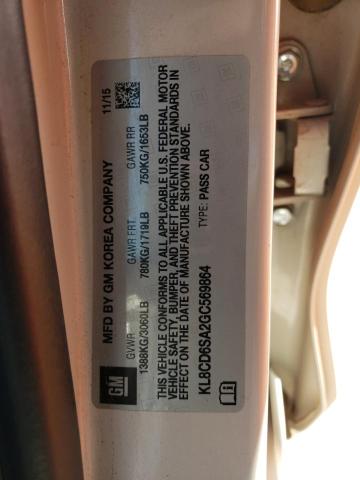 MFD BY GM KOREA COMPANY 11/15
GVWR GAWR FRT GAWR RR
1388KG/3060LB 780KG/1719LB 750KG/1653LB
THIS VEHICLE CONFORMS TO ALL APPLICABLE U.S. FEDERAL MOTOR
VEHICLE SAFETY, BUMPER, AND THEFT PREVENTION STANDARDS IN
EFFECT ON THE DATE OF MANUFACTURE SHOWN ABOVE.
TYPE: PASS CAR
KL8CD6SA2GC569864
GM